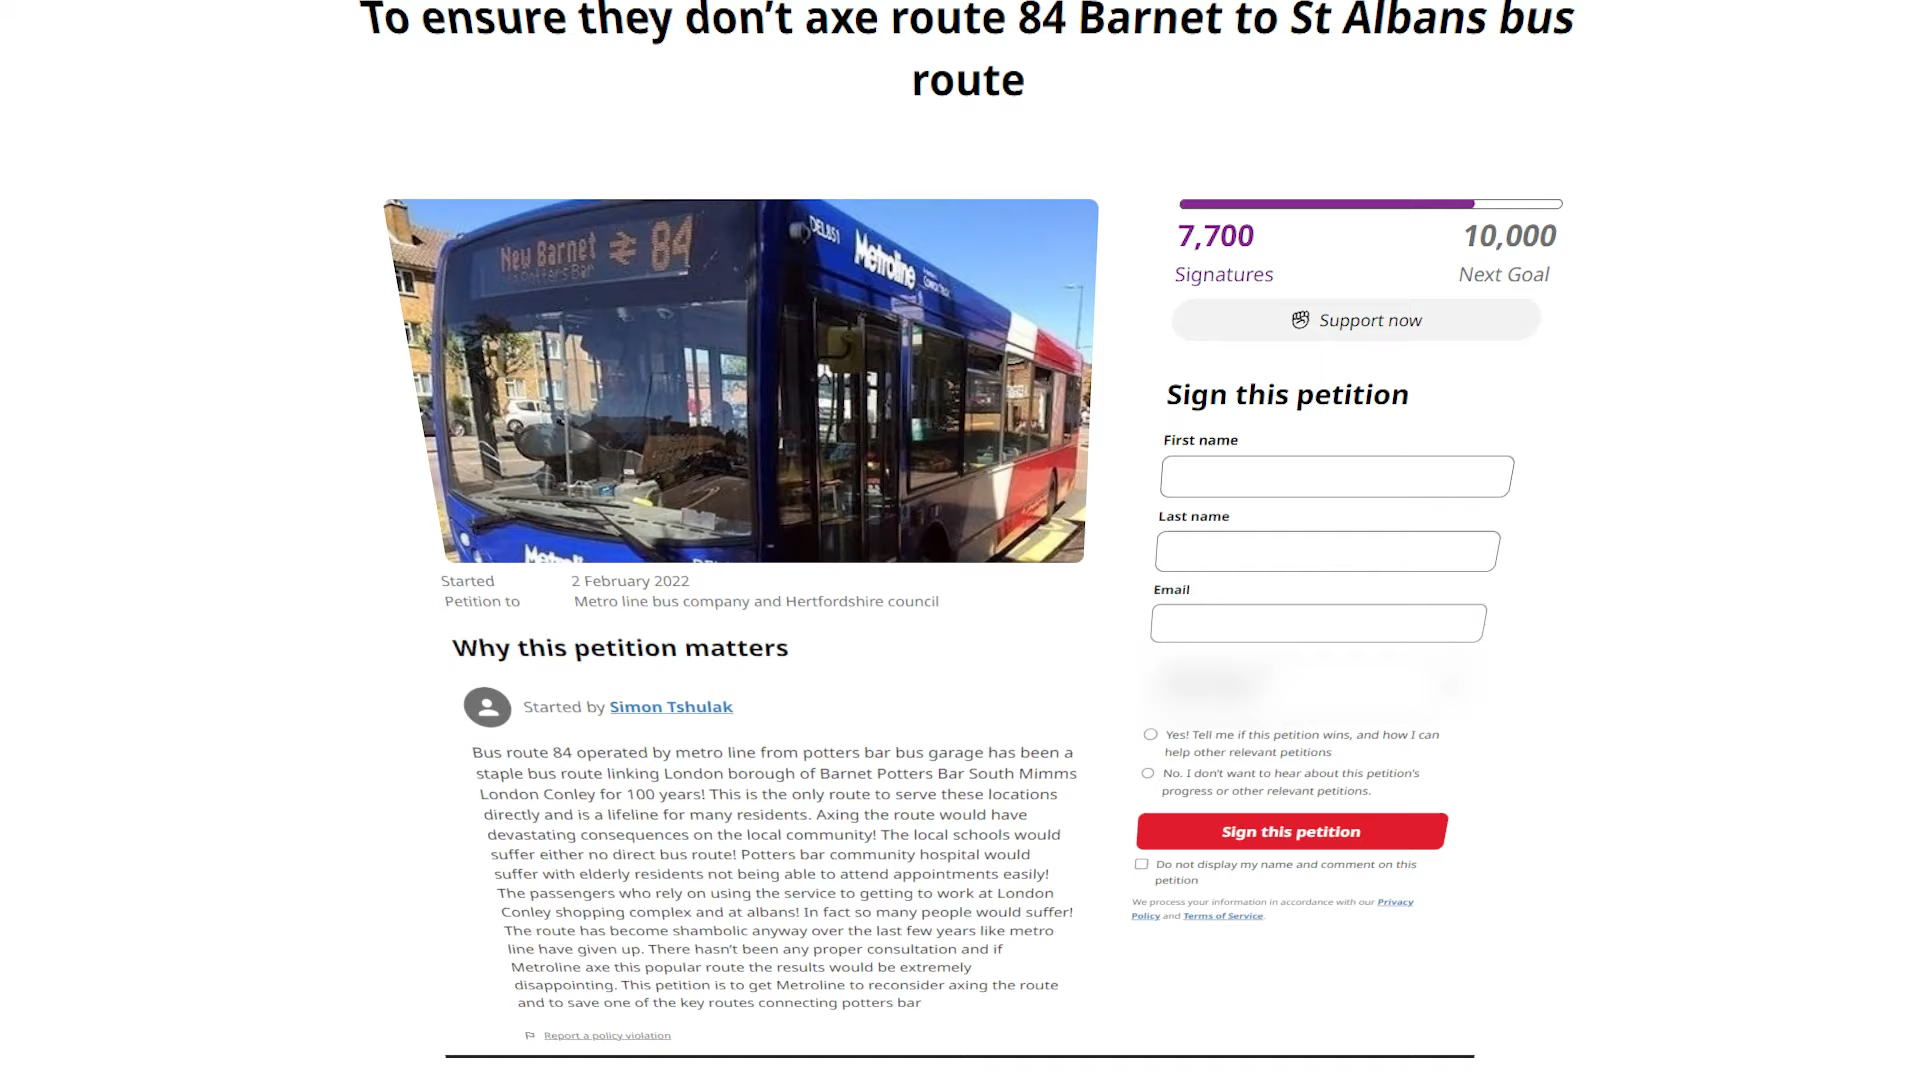 To ensure they don't axe route 84 Barnet to St Albans bus
route
New Barnet 84
Potters Bar
DEL851
Metroline
7,700
10,000
Signatures
Next Goal
Support now
Sign this petition
First name
Last name
Email
Started 2 February 2022
Petition to Metro line bus company and Hertfordshire council
Why this petition matters
Started by Simon Tshulak
Bus route 84 operated by metro line from potters bar bus garage has been a
staple bus route linking London borough of Barnet Potters Bar South Mimms
London Conley for 100 years! This is the only route to serve these locations
directly and is a lifeline for many residents. Axing the route would have
devastating consequences on the local community! The local schools would
suffer either no direct bus route! Potters bar community hospital would
suffer with elderly residents not being able to attend appointments easily!
The passengers who rely on using the service to getting to work at London
Conley shopping complex and at albans! In fact so many people would suffer!
The route has become shambolic anyway over the last few years like metro
line have given up. There hasn't been any proper consultation and if
Metroline axe this popular route the results would be extremely
disappointing. This petition is to get Metroline to reconsider axing the route
and to save one of the key routes connecting potters bar
Report a policy violation
Yes! Tell me if this petition wins, and how I can
help other relevant petitions
No. I don't want to hear about this petition's
progress or other relevant petitions.
Sign this petition
Do not display my name and comment on this
petition
We process your information in accordance with our Privacy
Policy and Terms of Service.